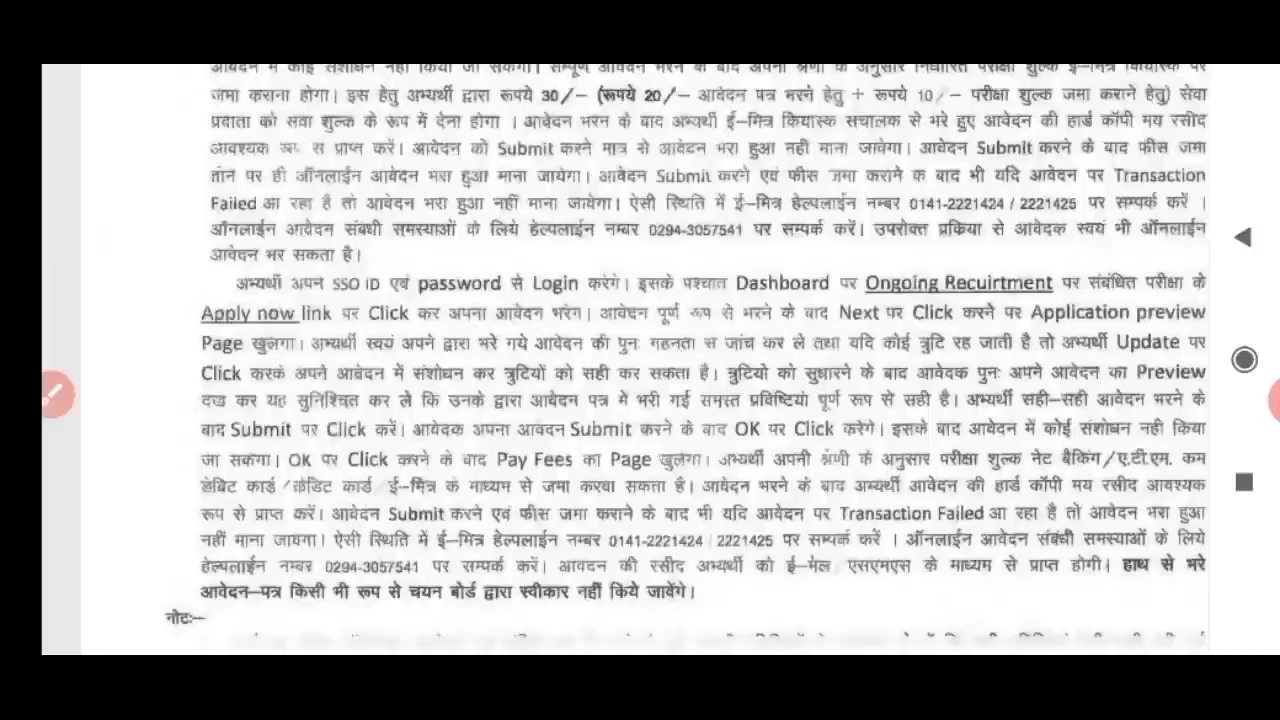 आवेदन में कोई संशोधन नहीं किया जा सकेगा। सम्पूर्ण आवेदन भरने के बाद अपनी श्रेणी के अनुसार निर्धारित परीक्षा शुल्क ई–मित्र कियोस्क पर
जमा कराना होगा। इस हेतु अभ्यर्थी द्वारा रूपये 30/– (रूपये 20/– आवेदन पत्र भरने हेतु + रूपये 10/– परीक्षा शुल्क जमा कराने हेतु) सेवा
प्रदाता को सेवा शुल्क के रूप में देना होगा । आवेदन भरने के बाद अभ्यर्थी ई–मित्र कियोस्क संचालक से भरे हुए आवेदन की हार्ड कॉपी मय रसीद
आवश्यक रूप से प्राप्त करें। आवेदन को Submit करने मात्र से आवेदन भरा हुआ नहीं माना जावेगा। आवेदन Submit करने के बाद फीस जमा
होने पर ही ऑनलाईन आवेदन भरा हुआ माना जायेगा। आवेदन Submit करने एवं फीस जमा कराने के बाद भी यदि आवेदन पर Transaction
Failed आ रहा है तो आवेदन भरा हुआ नहीं माना जायेगा। ऐसी स्थिति में ई–मित्र हेल्पलाईन नम्बर 0141-2221424 / 2221425 पर सम्पर्क करें ।
ऑनलाईन आवेदन संबंधी समस्याओं के लिये हेल्पलाईन नम्बर 0294-3057541 पर सम्पर्क करें। उपरोक्त प्रकिया से आवेदक स्वयं भी ऑनलाईन
आवेदन भर सकता है।
अभ्यर्थी अपने SSO ID एवं password से Login करेंगे। इसके पश्चात Dashboard पर Ongoing Recuirtment पर संबंधित परीक्षा के
Apply now link पर Click कर अपना आवेदन भरेंगे। आवेदन पूर्ण रूप से भरने के बाद Next पर Click करने पर Application preview
Page खुलेगा। अभ्यर्थी स्वयं अपने द्वारा भरे गये आवेदन की पुनः गहनता से जांच कर ले तथा यदि कोई त्रुटि रह जाती है तो अभ्यर्थी Update पर
Click करके अपने आवेदन में संशोधन कर त्रुटियों को सही कर सकता है। त्रुटियो को सुधारने के बाद आवेदक पुनः अपने आवेदन का Preview
देख कर यह सुनिश्चित कर ले कि उनके द्वारा आवेदन पत्र में भरी गई समस्त प्रविष्टियां पूर्ण रूप से सही है। अभ्यर्थी सही–सही आवेदन भरने के
बाद Submit पर Click करें। आवेदक अपना आवेदन Submit करने के बाद OK पर Click करेगे। इसके बाद आवेदन में कोई संशोधन नही किया
जा सकेगा। OK पर Click करने के बाद Pay Fees का Page खुलेगा। अभ्यर्थी अपनी श्रेणी के अनुसार परीक्षा शुल्क नेट बैकिंग/ए.टी.एम. कम
डेबिट कार्ड/क्रेडिट कार्ड/ई–मित्र के माध्यम से जमा करवा सकता है। आवेदन भरने के बाद अभ्यर्थी आवेदन की हार्ड कॉपी मय रसीद आवश्यक
रूप से प्राप्त करें। आवेदन Submit करने एवं फीस जमा कराने के बाद भी यदि आवेदन पर Transaction Failed आ रहा है तो आवेदन भरा हुआ
नहीं माना जायेगा। ऐसी स्थिति में ई–मित्र हेल्पलाईन नम्बर 0141-2221424 / 2221425 पर सम्पर्क करें । ऑनलाईन आवेदन संबंधी समस्याओं के लिये
हेल्पलाईन नम्बर 0294-3057541 पर सम्पर्क करें। आवेदन की रसीद अभ्यर्थी को ई–मेल एसएमएस के माध्यम से प्राप्त होगी। हाथ से भरे
आवेदन–पत्र किसी भी रूप से चयन बोर्ड द्वारा स्वीकार नहीं किये जावेंगे।
नोटः–